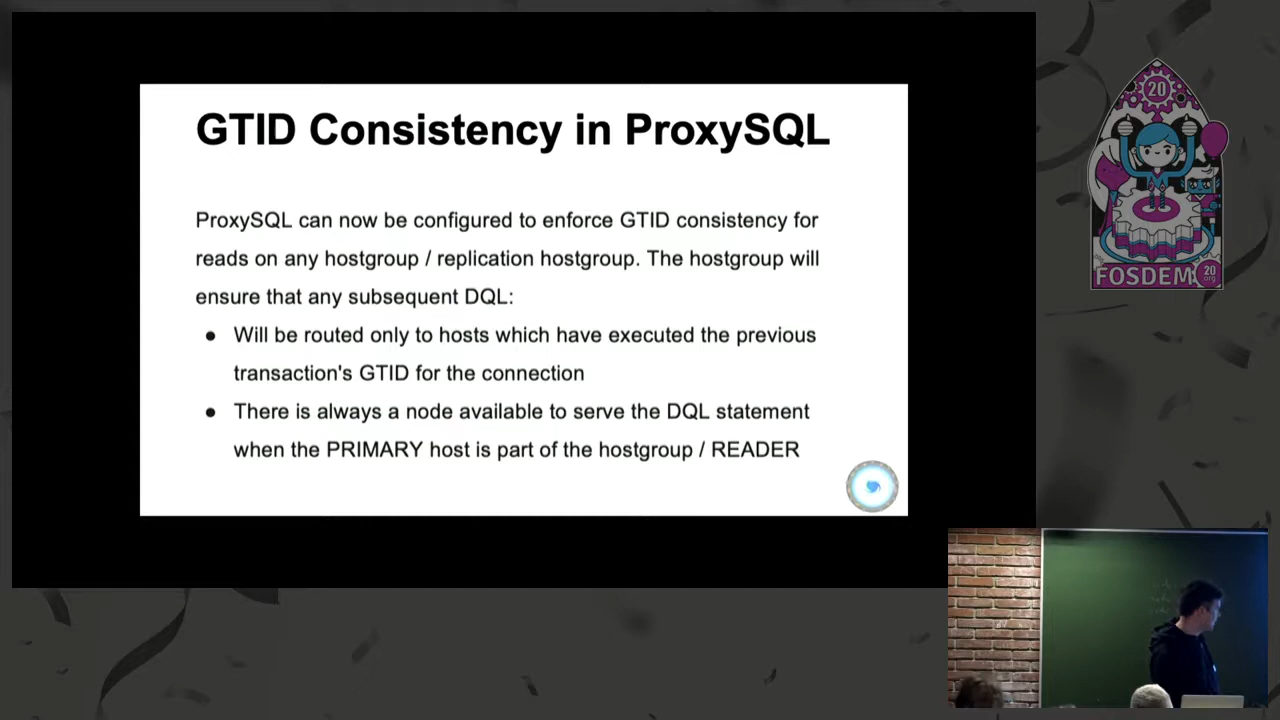 GTID Consistency in ProxySQL
ProxySQL can now be configured to enforce GTID consistency for
reads on any hostgroup / replication hostgroup. The hostgroup will
ensure that any subsequent DQL:
● Will be routed only to hosts which have executed the previous
transaction's GTID for the connection
● There is always a node available to serve the DQL statement
when the PRIMARY host is part of the hostgroup / READER
20
FOSDEM
20
org